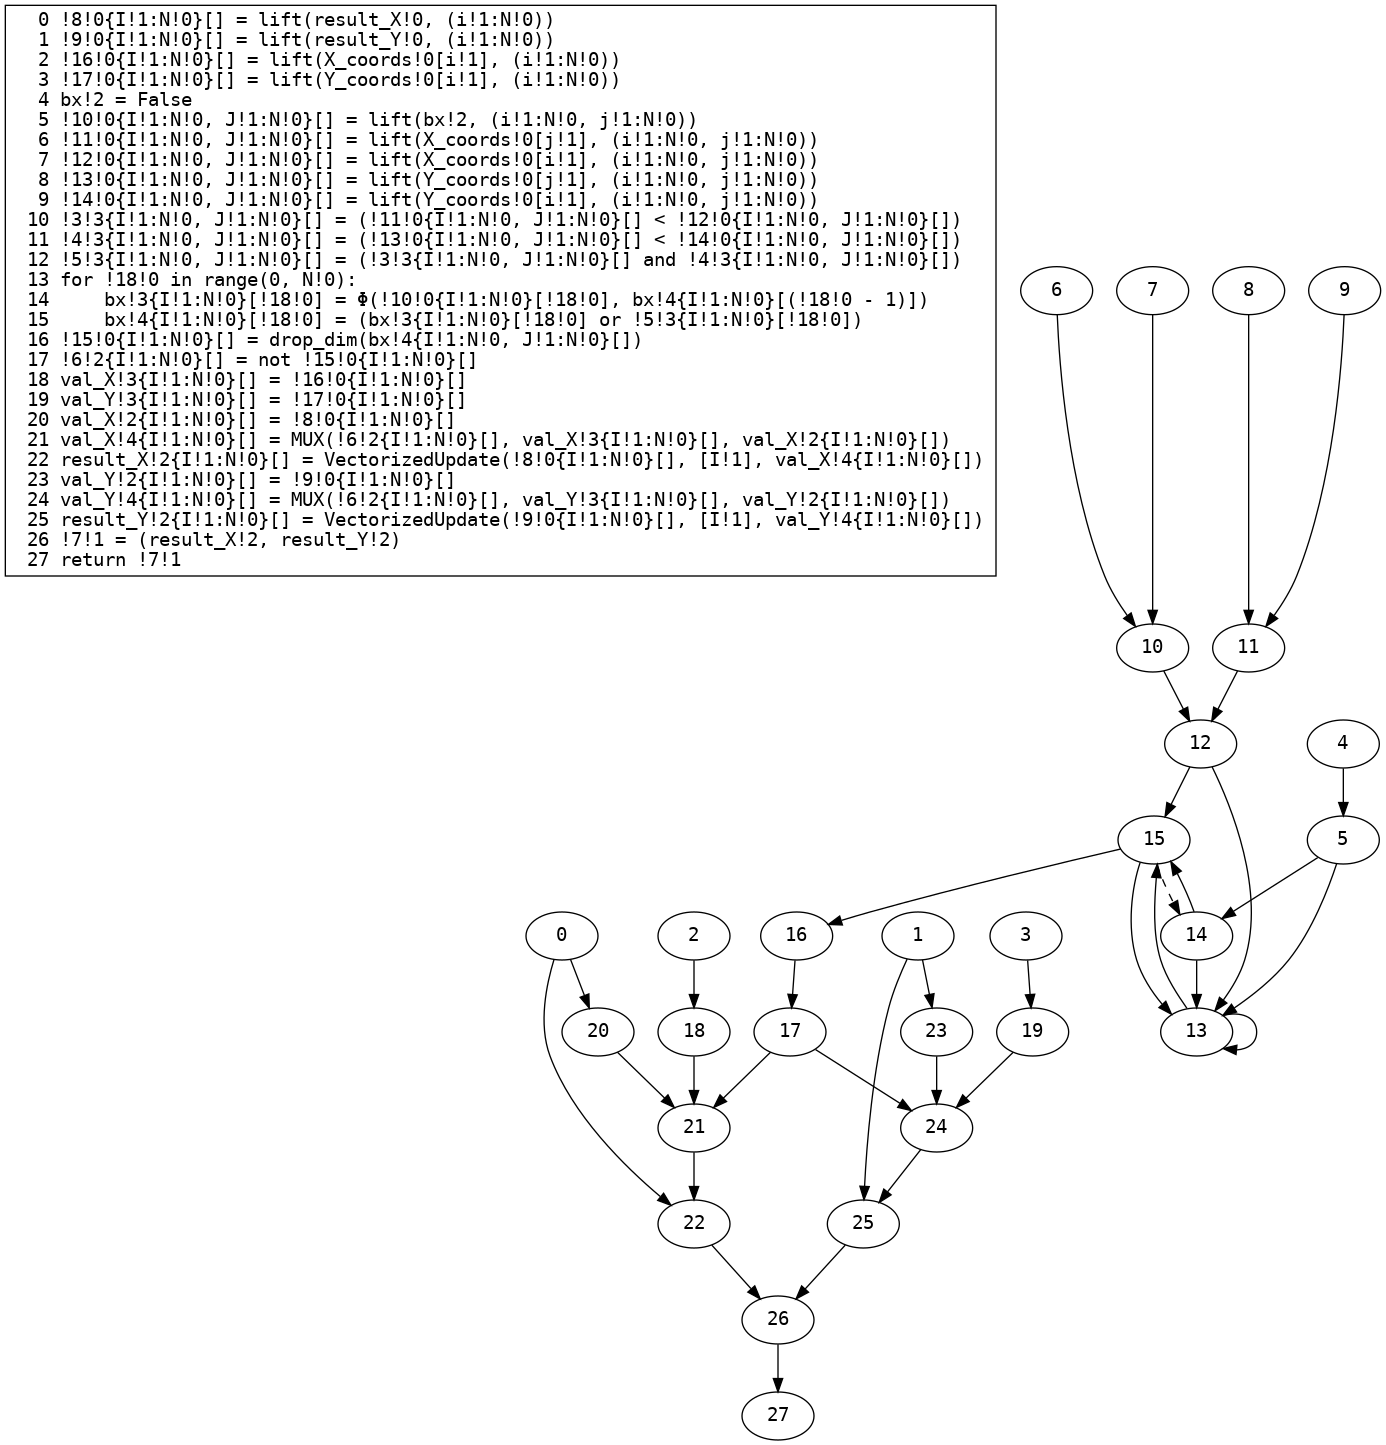 0 !8!0{I!1:N!0}[] = lift(result_X!0, (i!1:N!0))
1 !9!0{I!1:N!0}[] = lift(result_Y!0, (i!1:N!0))
2 !16!0{I!1:N!0}[] = lift(X_coords!0[i!1], (i!1:N!0))
3 !17!0{I!1:N!0}[] = lift(Y_coords!0[i!1], (i!1:N!0))
4 bx!2 = False
5 !10!0{I!1:N!0, J!1:N!0}[] = lift(bx!2, (i!1:N!0, j!1:N!0))
6 !11!0{I!1:N!0, J!1:N!0}[] = lift(X_coords!0[j!1], (i!1:N!0, j!1:N!0))
7 !12!0{I!1:N!0, J!1:N!0}[] = lift(X_coords!0[i!1], (i!1:N!0, j!1:N!0))
8 !13!0{I!1:N!0, J!1:N!0}[] = lift(Y_coords!0[j!1], (i!1:N!0, j!1:N!0))
9 !14!0{I!1:N!0, J!1:N!0}[] = lift(Y_coords!0[i!1], (i!1:N!0, j!1:N!0))
10 !3!3{I!1:N!0, J!1:N!0}[] = (!11!0{I!1:N!0, J!1:N!0}[] < !12!0{I!1:N!0, J!1:N!0}[])
11 !4!3{I!1:N!0, J!1:N!0}[] = (!13!0{I!1:N!0, J!1:N!0}[] < !14!0{I!1:N!0, J!1:N!0}[])
12 !5!3{I!1:N!0, J!1:N!0}[] = (!3!3{I!1:N!0, J!1:N!0}[] and !4!3{I!1:N!0, J!1:N!0}[])
13 for !18!0 in range(0, N!0):
14     bx!3{I!1:N!0}[!18!0] = Φ(!10!0{I!1:N!0}[!18!0], bx!4{I!1:N!0}[(!18!0 - 1)])
15     bx!4{I!1:N!0}[!18!0] = (bx!3{I!1:N!0}[!18!0] or !5!3{I!1:N!0}[!18!0])
16 !15!0{I!1:N!0}[] = drop_dim(bx!4{I!1:N!0, J!1:N!0}[])
17 !6!2{I!1:N!0}[] = not !15!0{I!1:N!0}[]
18 val_X!3{I!1:N!0}[] = !16!0{I!1:N!0}[]
19 val_Y!3{I!1:N!0}[] = !17!0{I!1:N!0}[]
20 val_X!2{I!1:N!0}[] = !8!0{I!1:N!0}[]
21 val_X!4{I!1:N!0}[] = MUX(!6!2{I!1:N!0}[], val_X!3{I!1:N!0}[], val_X!2{I!1:N!0}[])
22 result_X!2{I!1:N!0}[] = VectorizedUpdate(!8!0{I!1:N!0}[], [I!1], val_X!4{I!1:N!0}[])
23 val_Y!2{I!1:N!0}[] = !9!0{I!1:N!0}[]
24 val_Y!4{I!1:N!0}[] = MUX(!6!2{I!1:N!0}[], val_Y!3{I!1:N!0}[], val_Y!2{I!1:N!0}[])
25 result_Y!2{I!1:N!0}[] = VectorizedUpdate(!9!0{I!1:N!0}[], [I!1], val_Y!4{I!1:N!0}[])
26 !7!1 = (result_X!2, result_Y!2)
27 return !7!1
6 7 8 9
10 11
12 4
15 5
0 2 16 1 3 14
20 18 17 23 19 13
21 24
22 25
26
27